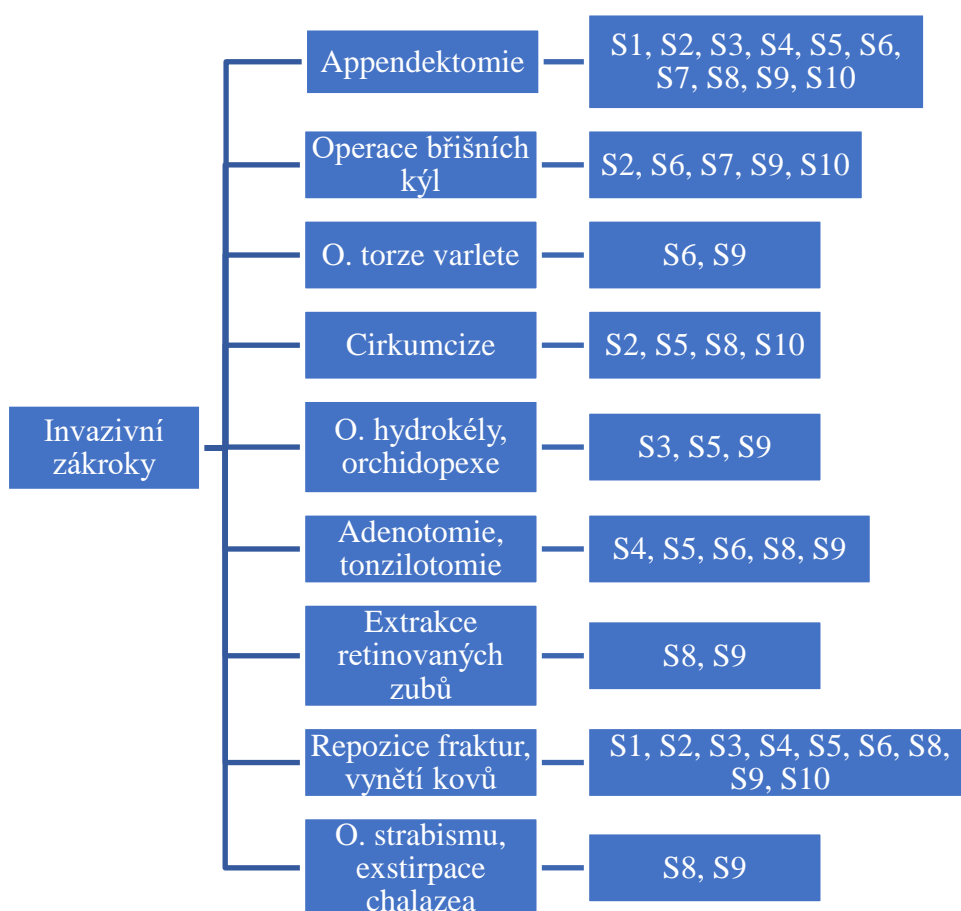 Appendektomie
S1, S2, S3, S4, S5, S6,
S7, S8, S9, S10
Operace břišních
kýl
S2, S6, S7, S9, S10
O. torze varlete
S6, S9
Cirkumcize
S2, S5, S8, S10
Invazivní
zákroky
O. hydrokély,
orchidopexe
S3, S5, S9
Adenotomie,
tonzilotomie
S4, S5, S6, S8, S9
Extrakce
retinovaných
zubů
S8, S9
Repozice fraktur,
vynětí kovů
S1, S2, S3, S4, S5, S6, S8,
S9, S10
O. strabismu,
exstirpace
chalazea
S8, S9